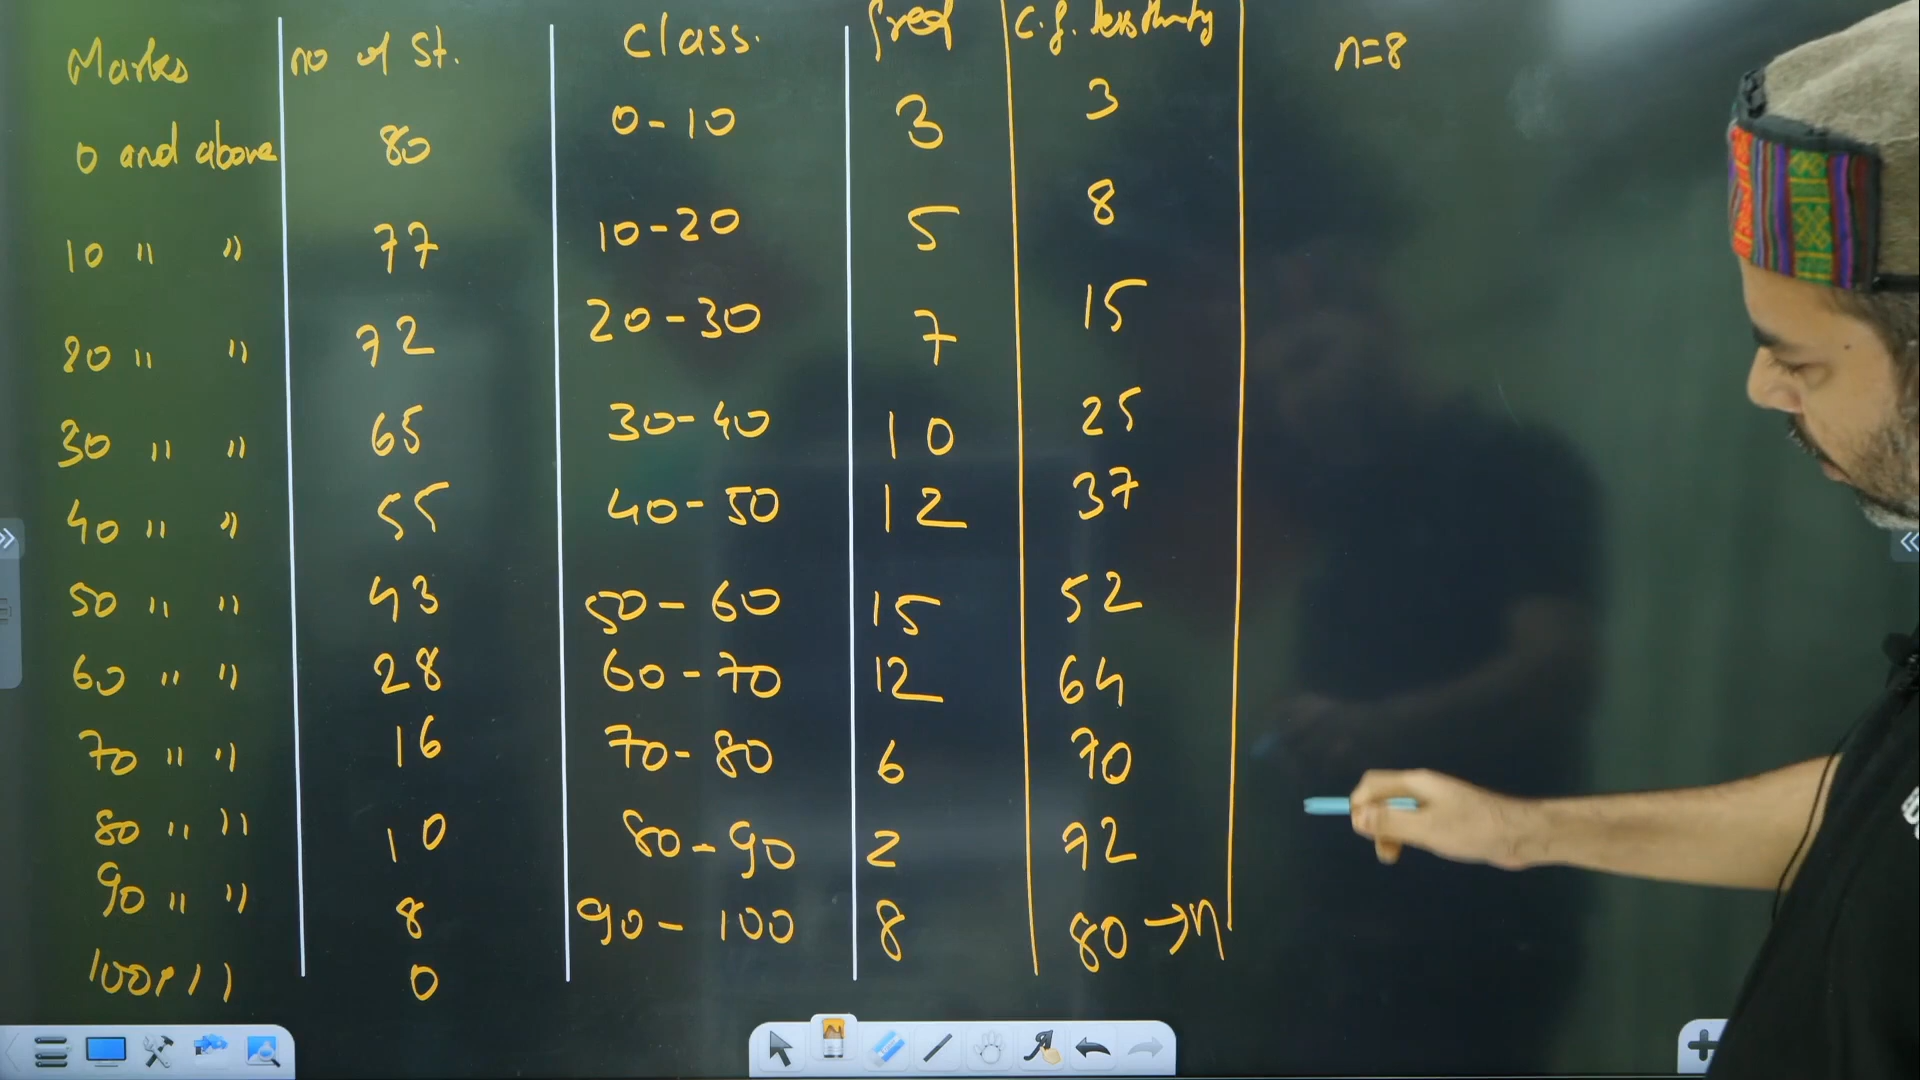 Marks no of St. Class. freq c.f. less than
0 and above 80 0-10 3 3 n=8
10 " " 77 10-20 5 8
20 " " 72 20-30 7 15
30 " " 65 30-40 10 25
40 " " 55 40-50 12 37
50 " " 43 50-60 15 52
60 " " 28 60-70 12 64
70 " " 16 70-80 6 70
80 " " 10 80-90 2 72
90 " " 8 90-100 8 80→n
100 " " 0